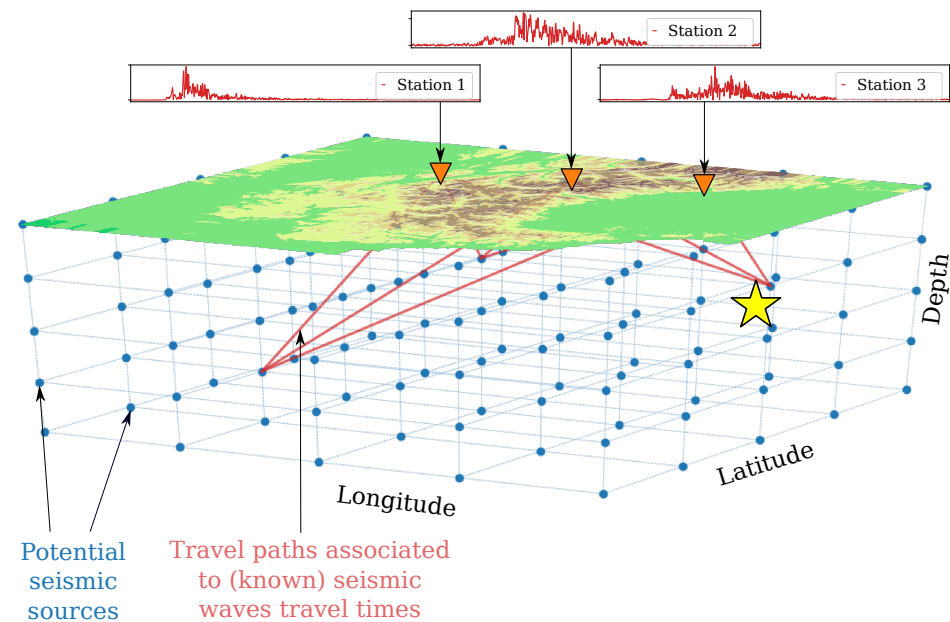 Station 2
Station 1
Station 3
Depth
Latitude
Longitude
Potential
seismic
sources
Travel paths associated
to (known) seismic
waves travel times